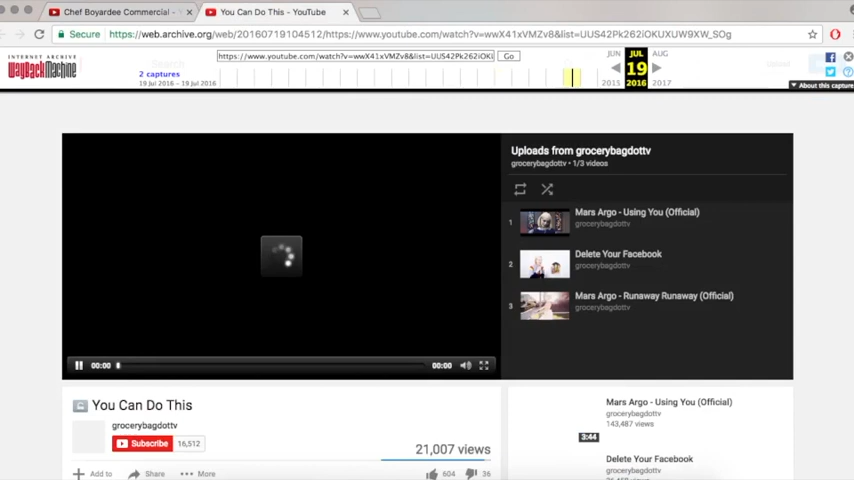 Chef Boyardee Commercial -
You Can Do This - YouTube
Secure
https://web.archive.org/web/20160719104512/https://www.youtube.com/watch?v=wwX41xVMZv8&list=UUS42Pk262iOKUXUW9XW_SOg
INTERNET ARCHIVE
WayBackMachine
Search
https://www.youtube.com/watch?v=wwX41xVMZv8&list=UUS42Pk262iOKU
Go
JUN
JUL
AUG
Upload
2 captures
19 Jul 2016 - 19 Jul 2016
19
2015
2016
2017
About this capture
Uploads from grocerybagdottv
grocerybagdottv • 1/3 videos
1
Mars Argo - Using You (Official)
grocerybagdottv
2
Delete Your Facebook
grocerybagdottv
3
Mars Argo - Runaway Runaway (Official)
grocerybagdottv
00:00
00:00
You Can Do This
grocerybagdottv
Subscribe
16,512
21,007 views
Add to
Share
More
604
36
Mars Argo - Using You (Official)
grocerybagdottv
143,487 views
3:44
Delete Your Facebook
grocerybagdottv